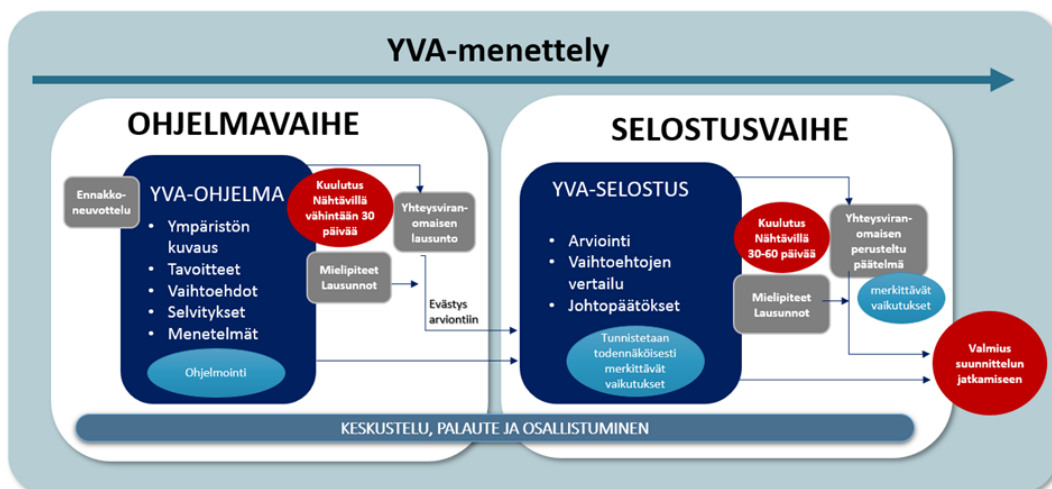 YVA-menettely
OHJELMAVAIHE
Ennakko-
neuvottelu
YVA-OHJELMA
• Ympäristön
kuvaus
• Tavoitteet
• Vaihtoehdot
• Selvitykset
• Menetelmät
Ohjelmointi
Kuulutus
Nähtävillä
vähintään 30
päivää
Yhteysviran-
omaisen
lausunto
Mielipiteet
Lausunnot
Evästys
arviontiin
SELOSTUSVAIHE
YVA-SELOSTUS
• Arviointi
• Vaihtoehtojen
vertailu
• Johtopäätökset
Tunnistetaan
todennäköisesti
merkittävät
vaikutukset
Kuulutus
Nähtävillä
30-60 päivää
Yhteysviran-
omaisen
perusteltu
päätelmä
merkittävät
vaikutukset
Mielipiteet
Lausunnot
Valmius
suunnittelun
jatkamiseen
KESKUSTELU, PALAUTE JA OSALLISTUMINEN